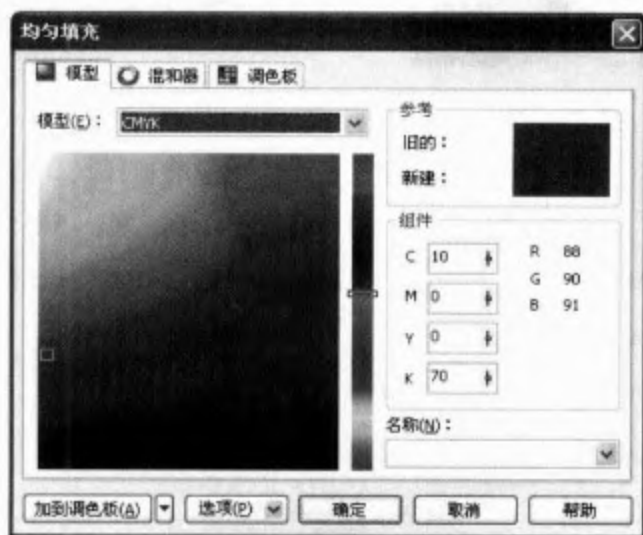 均匀填充
模型 混和器 调色板
模型(E)： CMYK
参考
旧的：
新建：
组件
C 10 R 88
M 0 G 90
Y 0 B 91
K 70
名称(N)：
加到调色板(A) 选项(P) 确定 取消 帮助